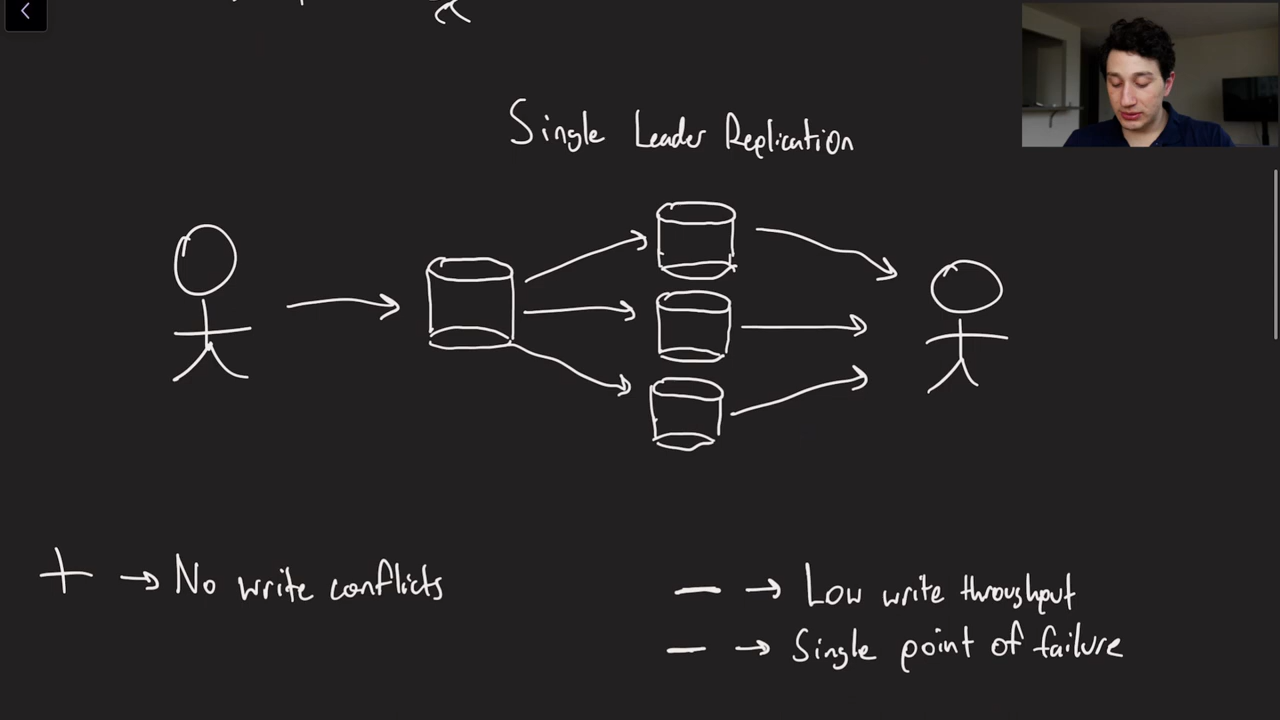 Single Leader Replication
+ → No write conflicts
− → Low write throughput
− → Single point of failure